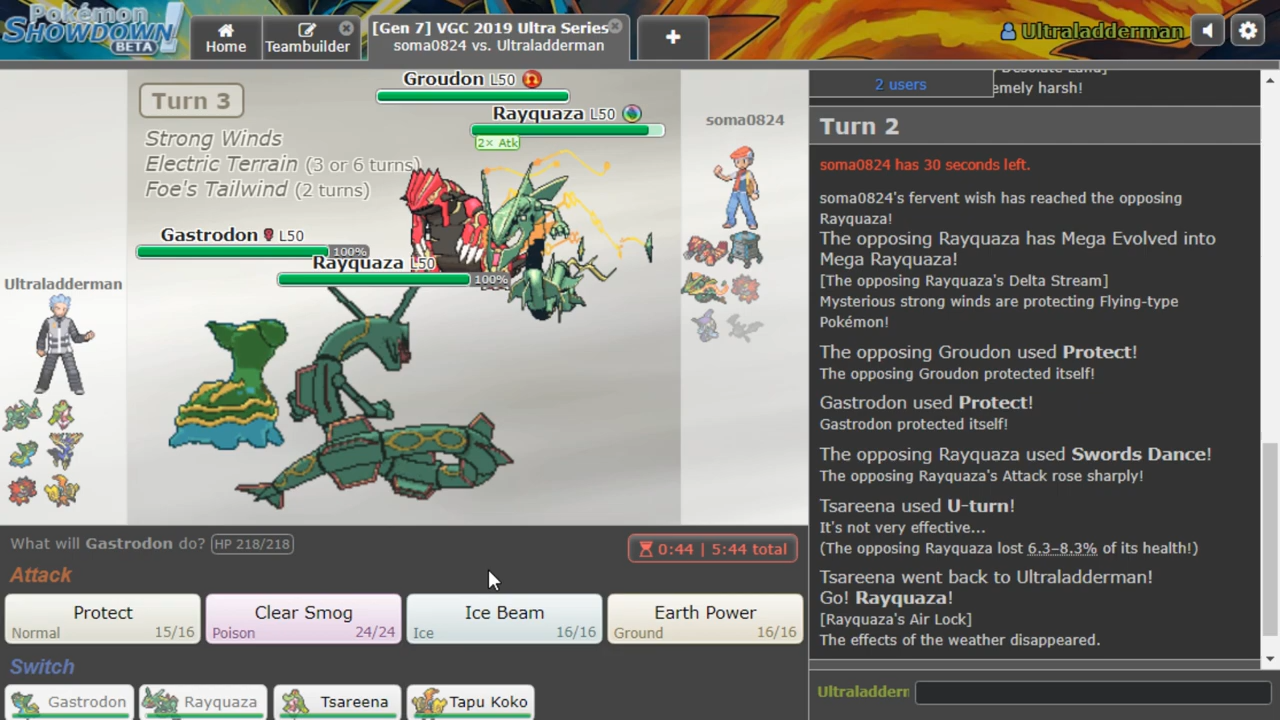 Pokémon
SHOWDOWN!
BETA
Home
Teambuilder
[Gen 7] VGC 2019 Ultra Series
soma0824 vs. Ultraladderman
+
Ultraladderman
Turn 3
Strong Winds
Electric Terrain (3 or 6 turns)
Foe's Tailwind (2 turns)
Groudon L50
Rayquaza L50
2× Atk
Gastrodon L50
100%
Rayquaza L50
100%
Ultraladderman
soma0824
2 users
emely harsh!
Turn 2
soma0824 has 30 seconds left.
soma0824's fervent wish has reached the opposing
Rayquaza!
The opposing Rayquaza has Mega Evolved into
Mega Rayquaza!
[The opposing Rayquaza's Delta Stream]
Mysterious strong winds are protecting Flying-type
Pokémon!
The opposing Groudon used Protect!
The opposing Groudon protected itself!
Gastrodon used Protect!
Gastrodon protected itself!
The opposing Rayquaza used Swords Dance!
The opposing Rayquaza's Attack rose sharply!
Tsareena used U-turn!
It's not very effective...
(The opposing Rayquaza lost 6.3–8.3% of its health!)
Tsareena went back to Ultraladderman!
Go! Rayquaza!
[Rayquaza's Air Lock]
The effects of the weather disappeared.
What will Gastrodon do? HP 218/218
0:44 | 5:44 total
Attack
Protect
Normal 15/16
Clear Smog
Poison 24/24
Ice Beam
Ice 16/16
Earth Power
Ground 16/16
Switch
Gastrodon
Rayquaza
Tsareena
Tapu Koko